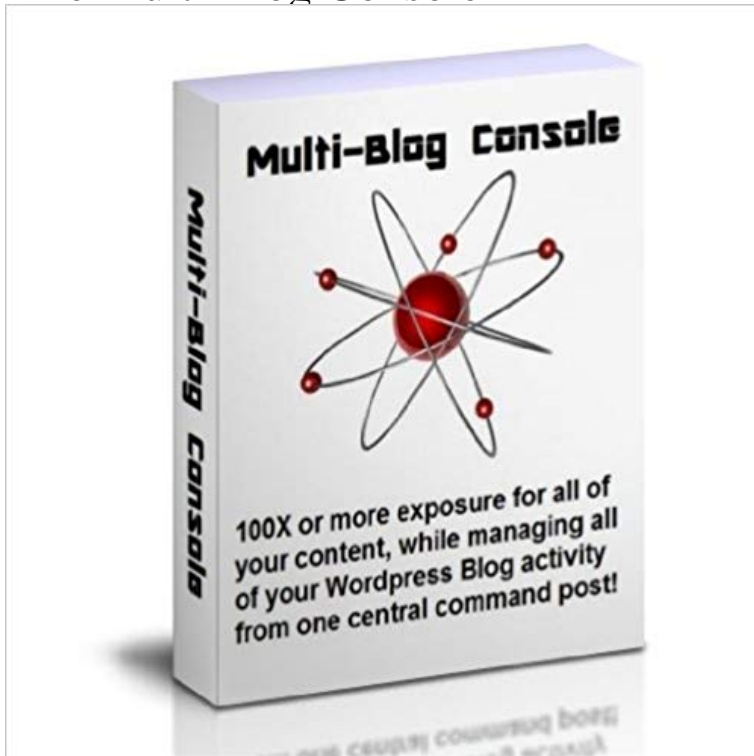 Multi-Blog Console
Multi-Blog Console
100X or more exposure for all of
your content, while managing all
of your Wordpress Blog activity
from one central command post!